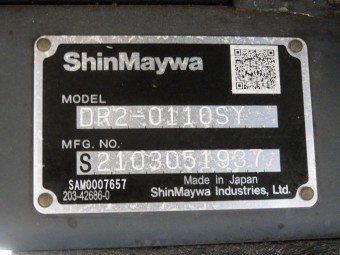 ShinMaywa
MODEL
DR2-0110SY
MFG. NO.
S2103051937
SAM0007657
203-42686-0
Made in Japan
ShinMaywa Industries, Ltd.